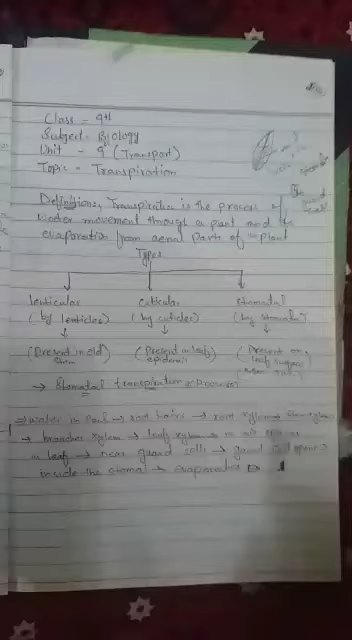 Class = 9th
Subject = Biology
Unit - 9 (Transport)
Topic - Transpiration
Definition, Transpiration is the process of
water movement through a plant and its
evaporation from aerial parts of plant
Types
lenticular Cuticular Stomatal
(by lenticles) (by cuticles) (by stomata)
(Present in old (Present in leaf (Present on
stem) epidermis) leaf surface
→ Stomatal transpiration Process
⇒ water in soil → root hairs → root xylem → stem xylem
→ branches xylem → leaf xylem → in air spaces
in leaf → near guard cells → guard cell opens
inside the stoma → evaporation